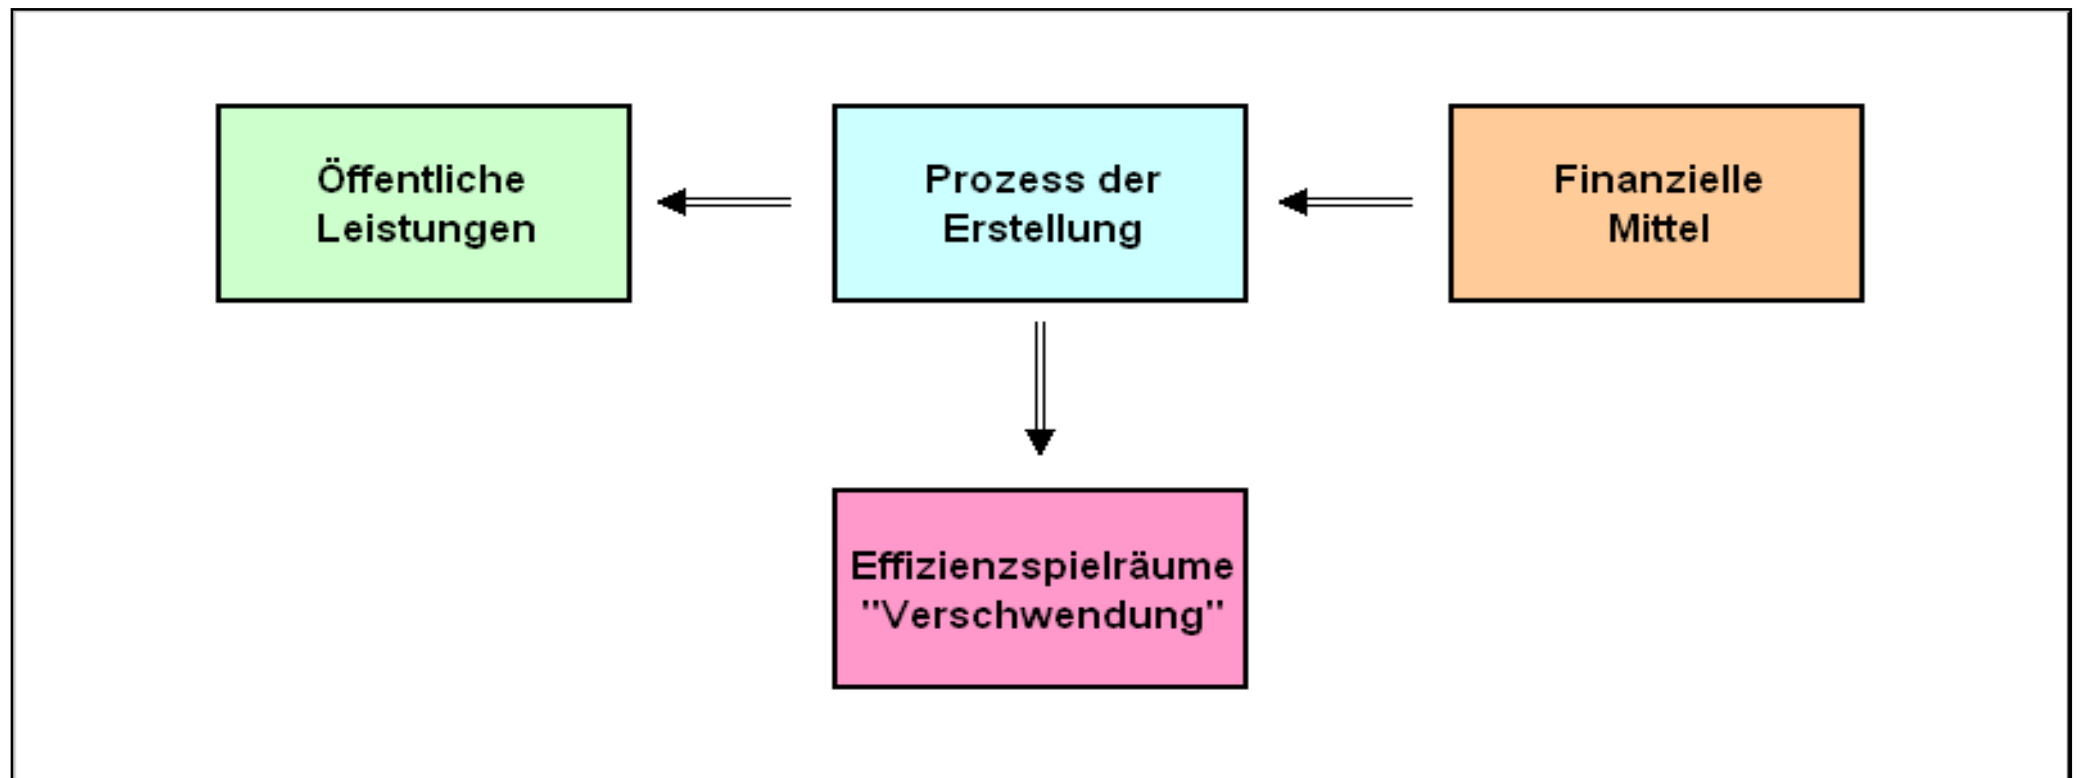 Öffentliche
Leistungen
Prozess der
Erstellung
Finanzielle
Mittel
Effizienzspielräume
"Verschwendung"